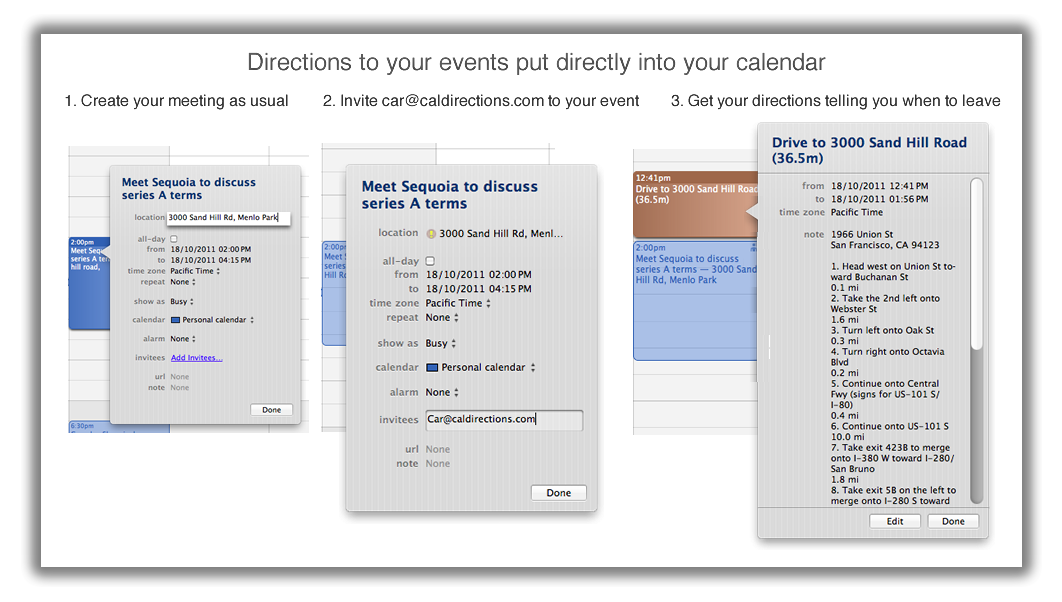 Directions to your events put directly into your calendar
1. Create your meeting as usual
2. Invite car@caldirections.com to your event
3. Get your directions telling you when to leave
2:00pm
Meet Sequ
series A ter
hill road,
6:30pm
Meet Sequoia to discuss
series A terms
location 3000 Sand Hill Rd, Menlo Park
all-day
from 18/10/2011 02:00 PM
to 18/10/2011 04:15 PM
time zone Pacific Time
repeat None
show as Busy
calendar Personal calendar
alarm None
invitees Add Invitees...
url None
note None
Done
2:00p
Meet
series
Hill R
Meet Sequoia to discuss
series A terms
location 3000 Sand Hill Rd, Menl...
all-day
from 18/10/2011 02:00 PM
to 18/10/2011 04:15 PM
time zone Pacific Time
repeat None
show as Busy
calendar Personal calendar
alarm None
invitees Car@caldirections.com
url None
note None
Done
12:41pm
Drive to 3000 Sand Hill Road
(36.5m)
2:00pm
Meet Sequoia to discuss
series A terms — 3000 Sand
Hill Rd, Menlo Park
Drive to 3000 Sand Hill Road
(36.5m)
from 18/10/2011 12:41 PM
to 18/10/2011 01:56 PM
time zone Pacific Time
note 1966 Union St
San Francisco, CA 94123
1. Head west on Union St to-
ward Buchanan St
0.1 mi
2. Take the 2nd left onto
Webster St
1.6 mi
3. Turn left onto Oak St
0.3 mi
4. Turn right onto Octavia
Blvd
0.2 mi
5. Continue onto Central
Fwy (signs for US-101 S/
I-80)
0.4 mi
6. Continue onto US-101 S
10.0 mi
7. Take exit 423B to merge
onto I-380 W toward I-280/
San Bruno
1.8 mi
8. Take exit 5B on the left to
merge onto I-280 S toward
Edit
Done